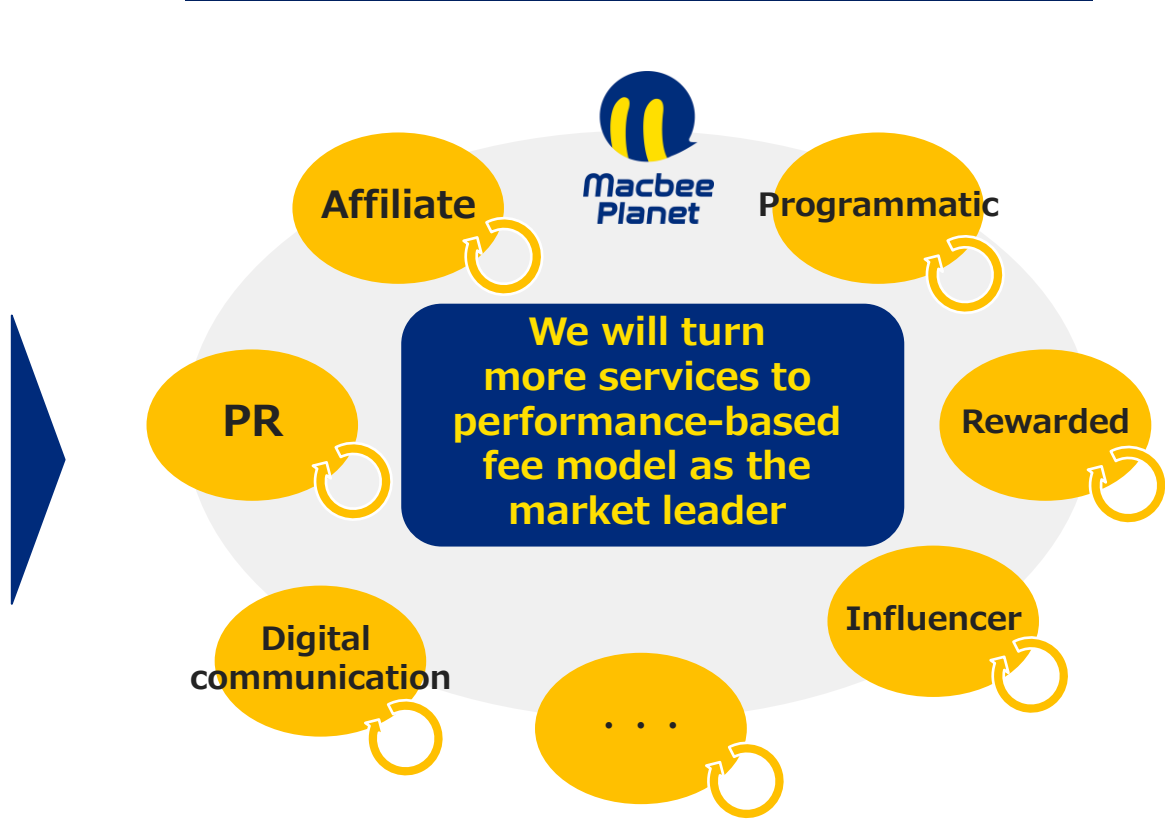 Macbee
Planet
Affiliate
Programmatic
We will turn
more services to
performance-based
fee model as the
market leader
PR
Rewarded
Influencer
Digital
communication
・・・